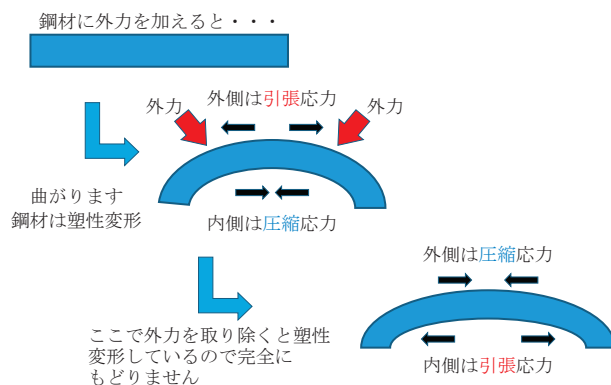 鋼材に外力を加えると・・・
外力
外側は引張応力
外力
曲がります
鋼材は塑性変形
内側は圧縮応力
外側は圧縮応力
ここで外力を取り除くと塑性
変形しているので完全に
もどりません
内側は引張応力